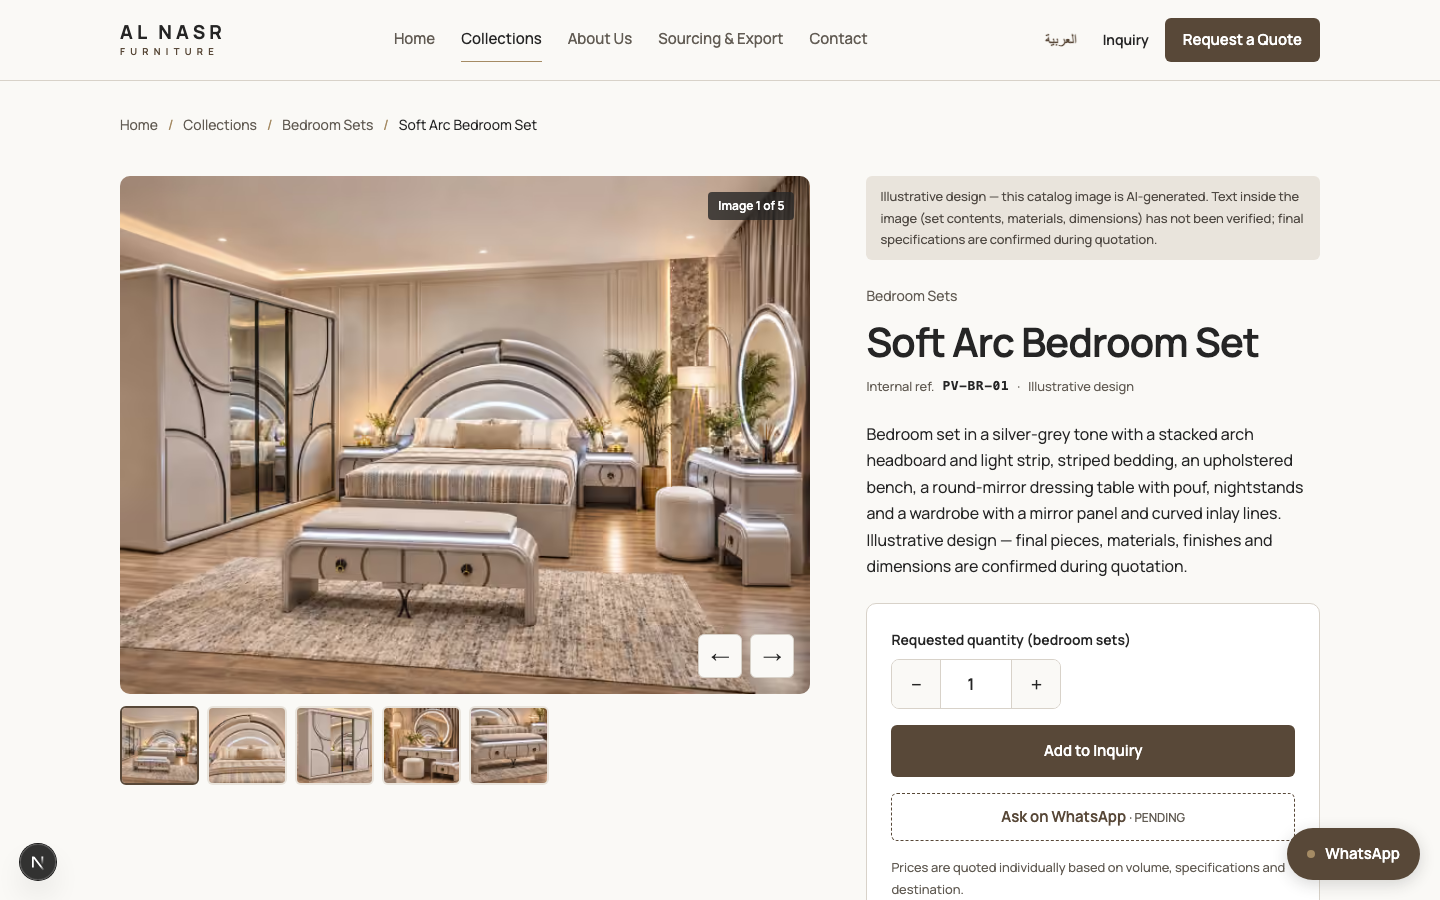 AL NASR
FURNITURE
Home
Collections
About Us
Sourcing & Export
Contact
العربية
Inquiry
Request a Quote
Home / Collections / Bedroom Sets / Soft Arc Bedroom Set
Image 1 of 5
Illustrative design — this catalog image is AI-generated. Text inside the
image (set contents, materials, dimensions) has not been verified; final
specifications are confirmed during quotation.
Bedroom Sets
Soft Arc Bedroom Set
Internal ref. PV-BR-01 · Illustrative design
Bedroom set in a silver-grey tone with a stacked arch
headboard and light strip, striped bedding, an upholstered
bench, a round-mirror dressing table with pouf, nightstands
and a wardrobe with a mirror panel and curved inlay lines.
Illustrative design — final pieces, materials, finishes and
dimensions are confirmed during quotation.
←
→
Requested quantity (bedroom sets)
− 1 +
Add to Inquiry
Ask on WhatsApp · PENDING
N
WhatsApp
Prices are quoted individually based on volume, specifications and
destination.